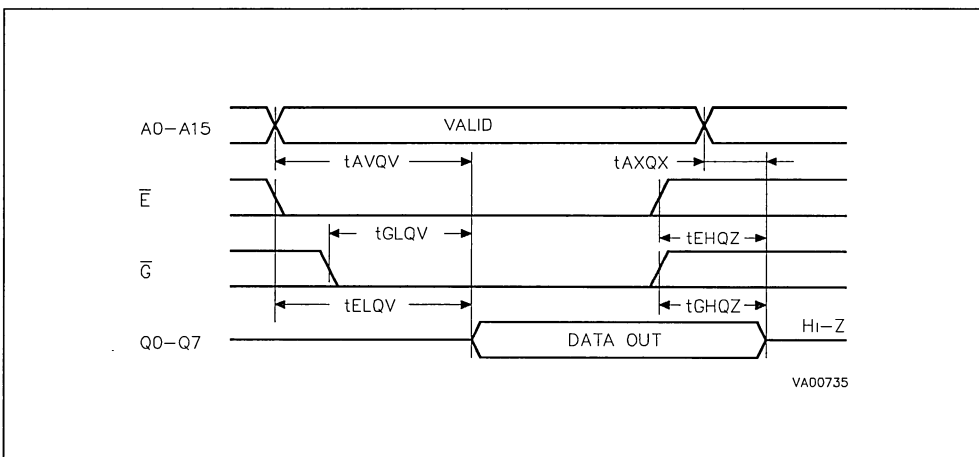 A0-A15
VALID
tAVQV
tAXQX
E
tGLQV
tEHQZ
G
tELQV
tGHQZ
Q0-Q7
DATA OUT
Hi-Z
VA00735